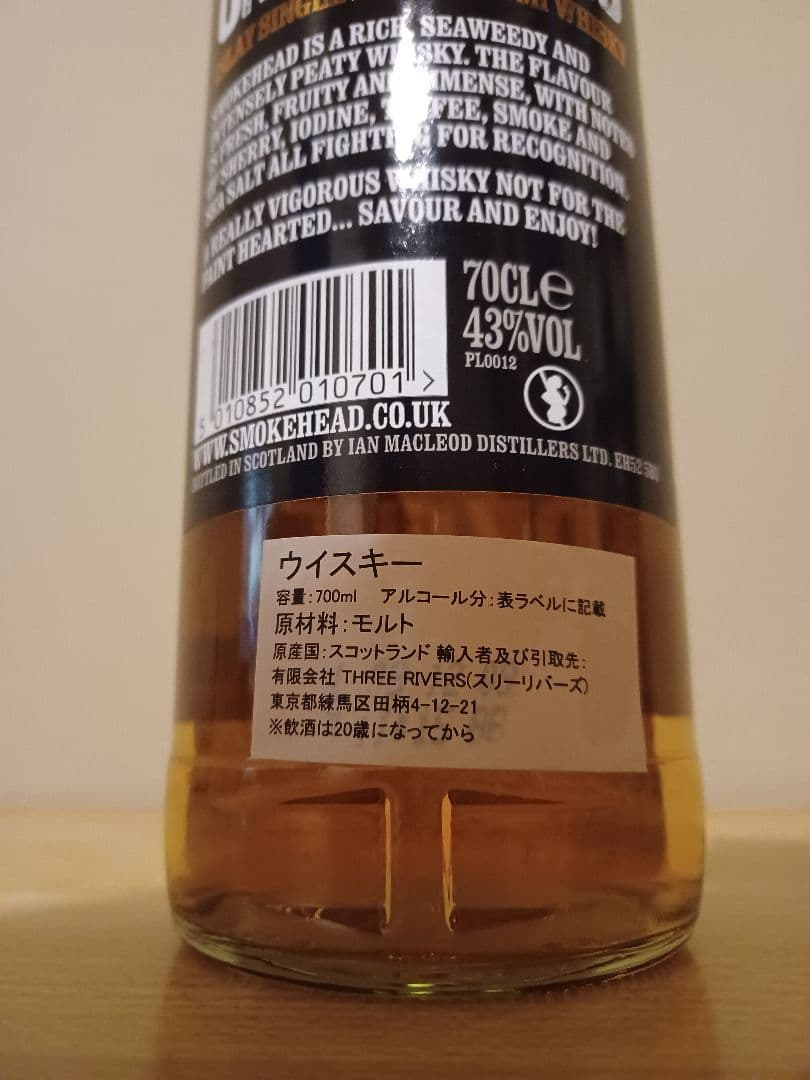 ISLAY SINGLE WHISKY
SMOKEHEAD IS A RICH, SEAWEEDY AND
INTENSELY PEATY WHISKY. THE FLAVOUR
IS FRESH, FRUITY AND IMMENSE, WITH NOTES
OF SHERRY, IODINE, TOFFEE, SMOKE AND
SEA SALT ALL FIGHTING FOR RECOGNITION.
A REALLY VIGOROUS WHISKY NOT FOR THE
FAINT HEARTED... SAVOUR AND ENJOY!
70CL℮
43%VOL
PL0012
5 010852 010701 >
WWW.SMOKEHEAD.CO.UK
BOTTLED IN SCOTLAND BY IAN MACLEOD DISTILLERS LTD. EH52
ウイスキー
容量:700ml アルコール分:表ラベルに記載
原材料:モルト
原産国:スコットランド 輸入者及び引取先:
有限会社 THREE RIVERS(スリーリバーズ)
東京都練馬区田柄4-12-21
※飲酒は20歳になってから